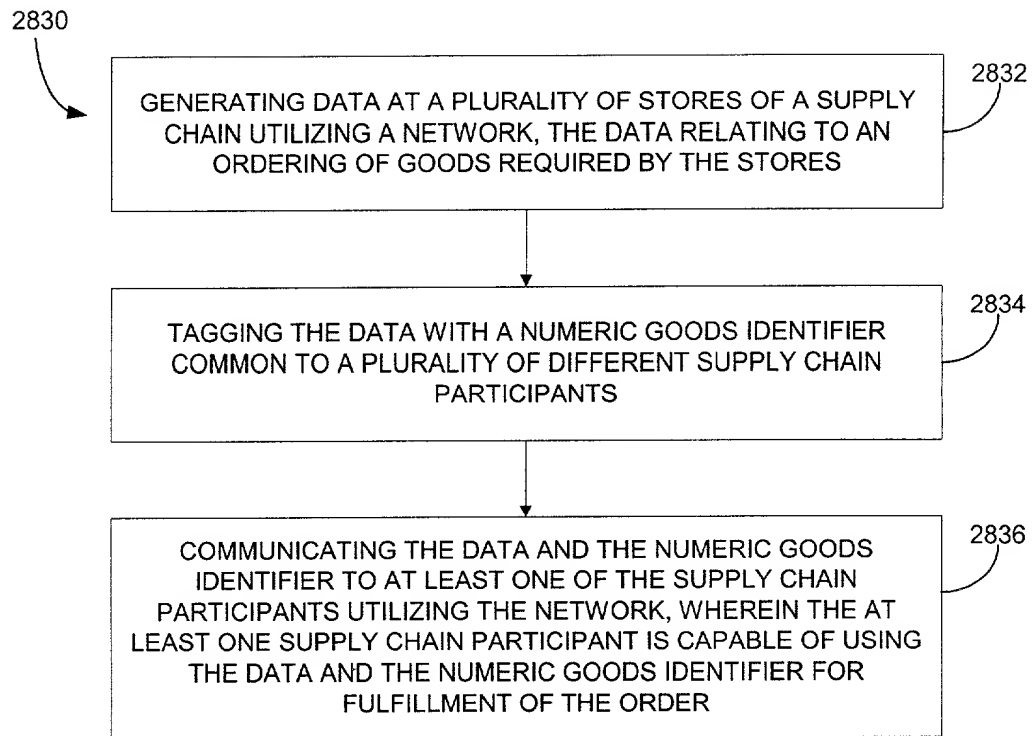 2830
GENERATING DATA AT A PLURALITY OF STORES OF A SUPPLY
CHAIN UTILIZING A NETWORK, THE DATA RELATING TO AN
ORDERING OF GOODS REQUIRED BY THE STORES
2832
TAGGING THE DATA WITH A NUMERIC GOODS IDENTIFIER
COMMON TO A PLURALITY OF DIFFERENT SUPPLY CHAIN
PARTICIPANTS
2834
COMMUNICATING THE DATA AND THE NUMERIC GOODS
IDENTIFIER TO AT LEAST ONE OF THE SUPPLY CHAIN
PARTICIPANTS UTILIZING THE NETWORK, WHEREIN THE AT
LEAST ONE SUPPLY CHAIN PARTICIPANT IS CAPABLE OF USING
THE DATA AND THE NUMERIC GOODS IDENTIFIER FOR
FULFILLMENT OF THE ORDER
2836